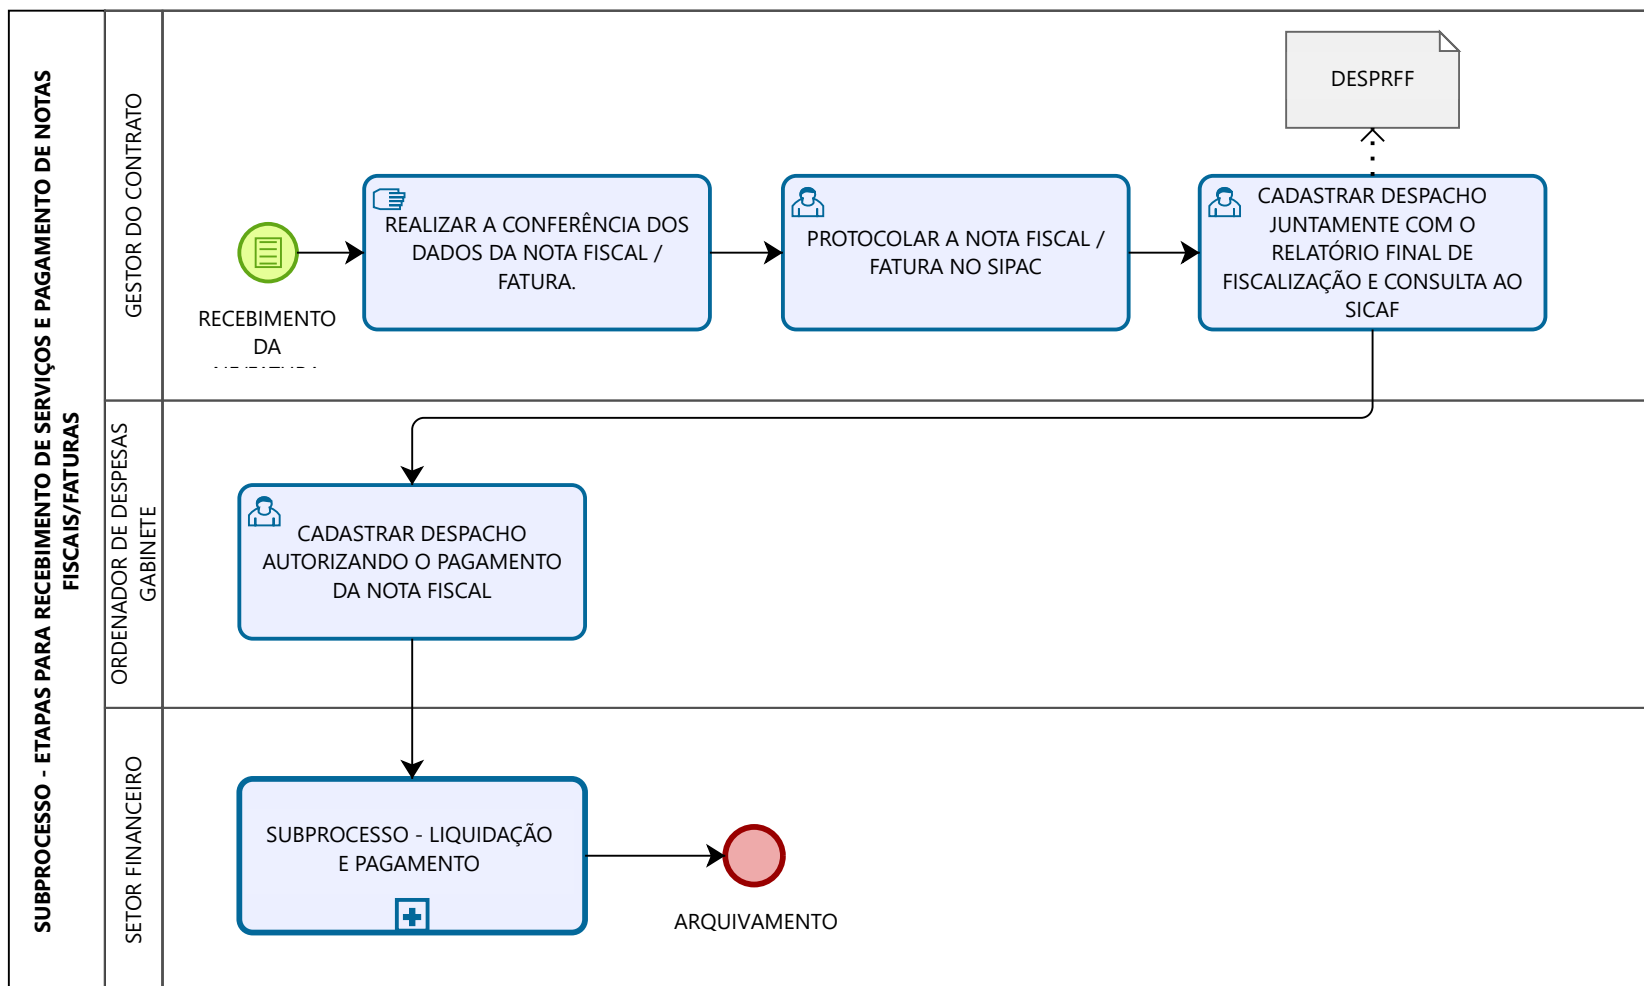 SUBPROCESSO - ETAPAS PARA RECEBIMENTO DE SERVIÇOS E PAGAMENTO DE NOTAS
FISCAIS/FATURAS
GESTOR DO CONTRATO
RECEBIMENTO
DA
REALIZAR A CONFERÊNCIA DOS
DADOS DA NOTA FISCAL /
FATURA.
PROTOCOLAR A NOTA FISCAL /
FATURA NO SIPAC
DESPRFF
CADASTRAR DESPACHO
JUNTAMENTE COM O
RELATÓRIO FINAL DE
FISCALIZAÇÃO E CONSULTA AO
SICAF
ORDENADOR DE DESPESAS
GABINETE
CADASTRAR DESPACHO
AUTORIZANDO O PAGAMENTO
DA NOTA FISCAL
SETOR FINANCEIRO
SUBPROCESSO - LIQUIDAÇÃO
E PAGAMENTO
ARQUIVAMENTO